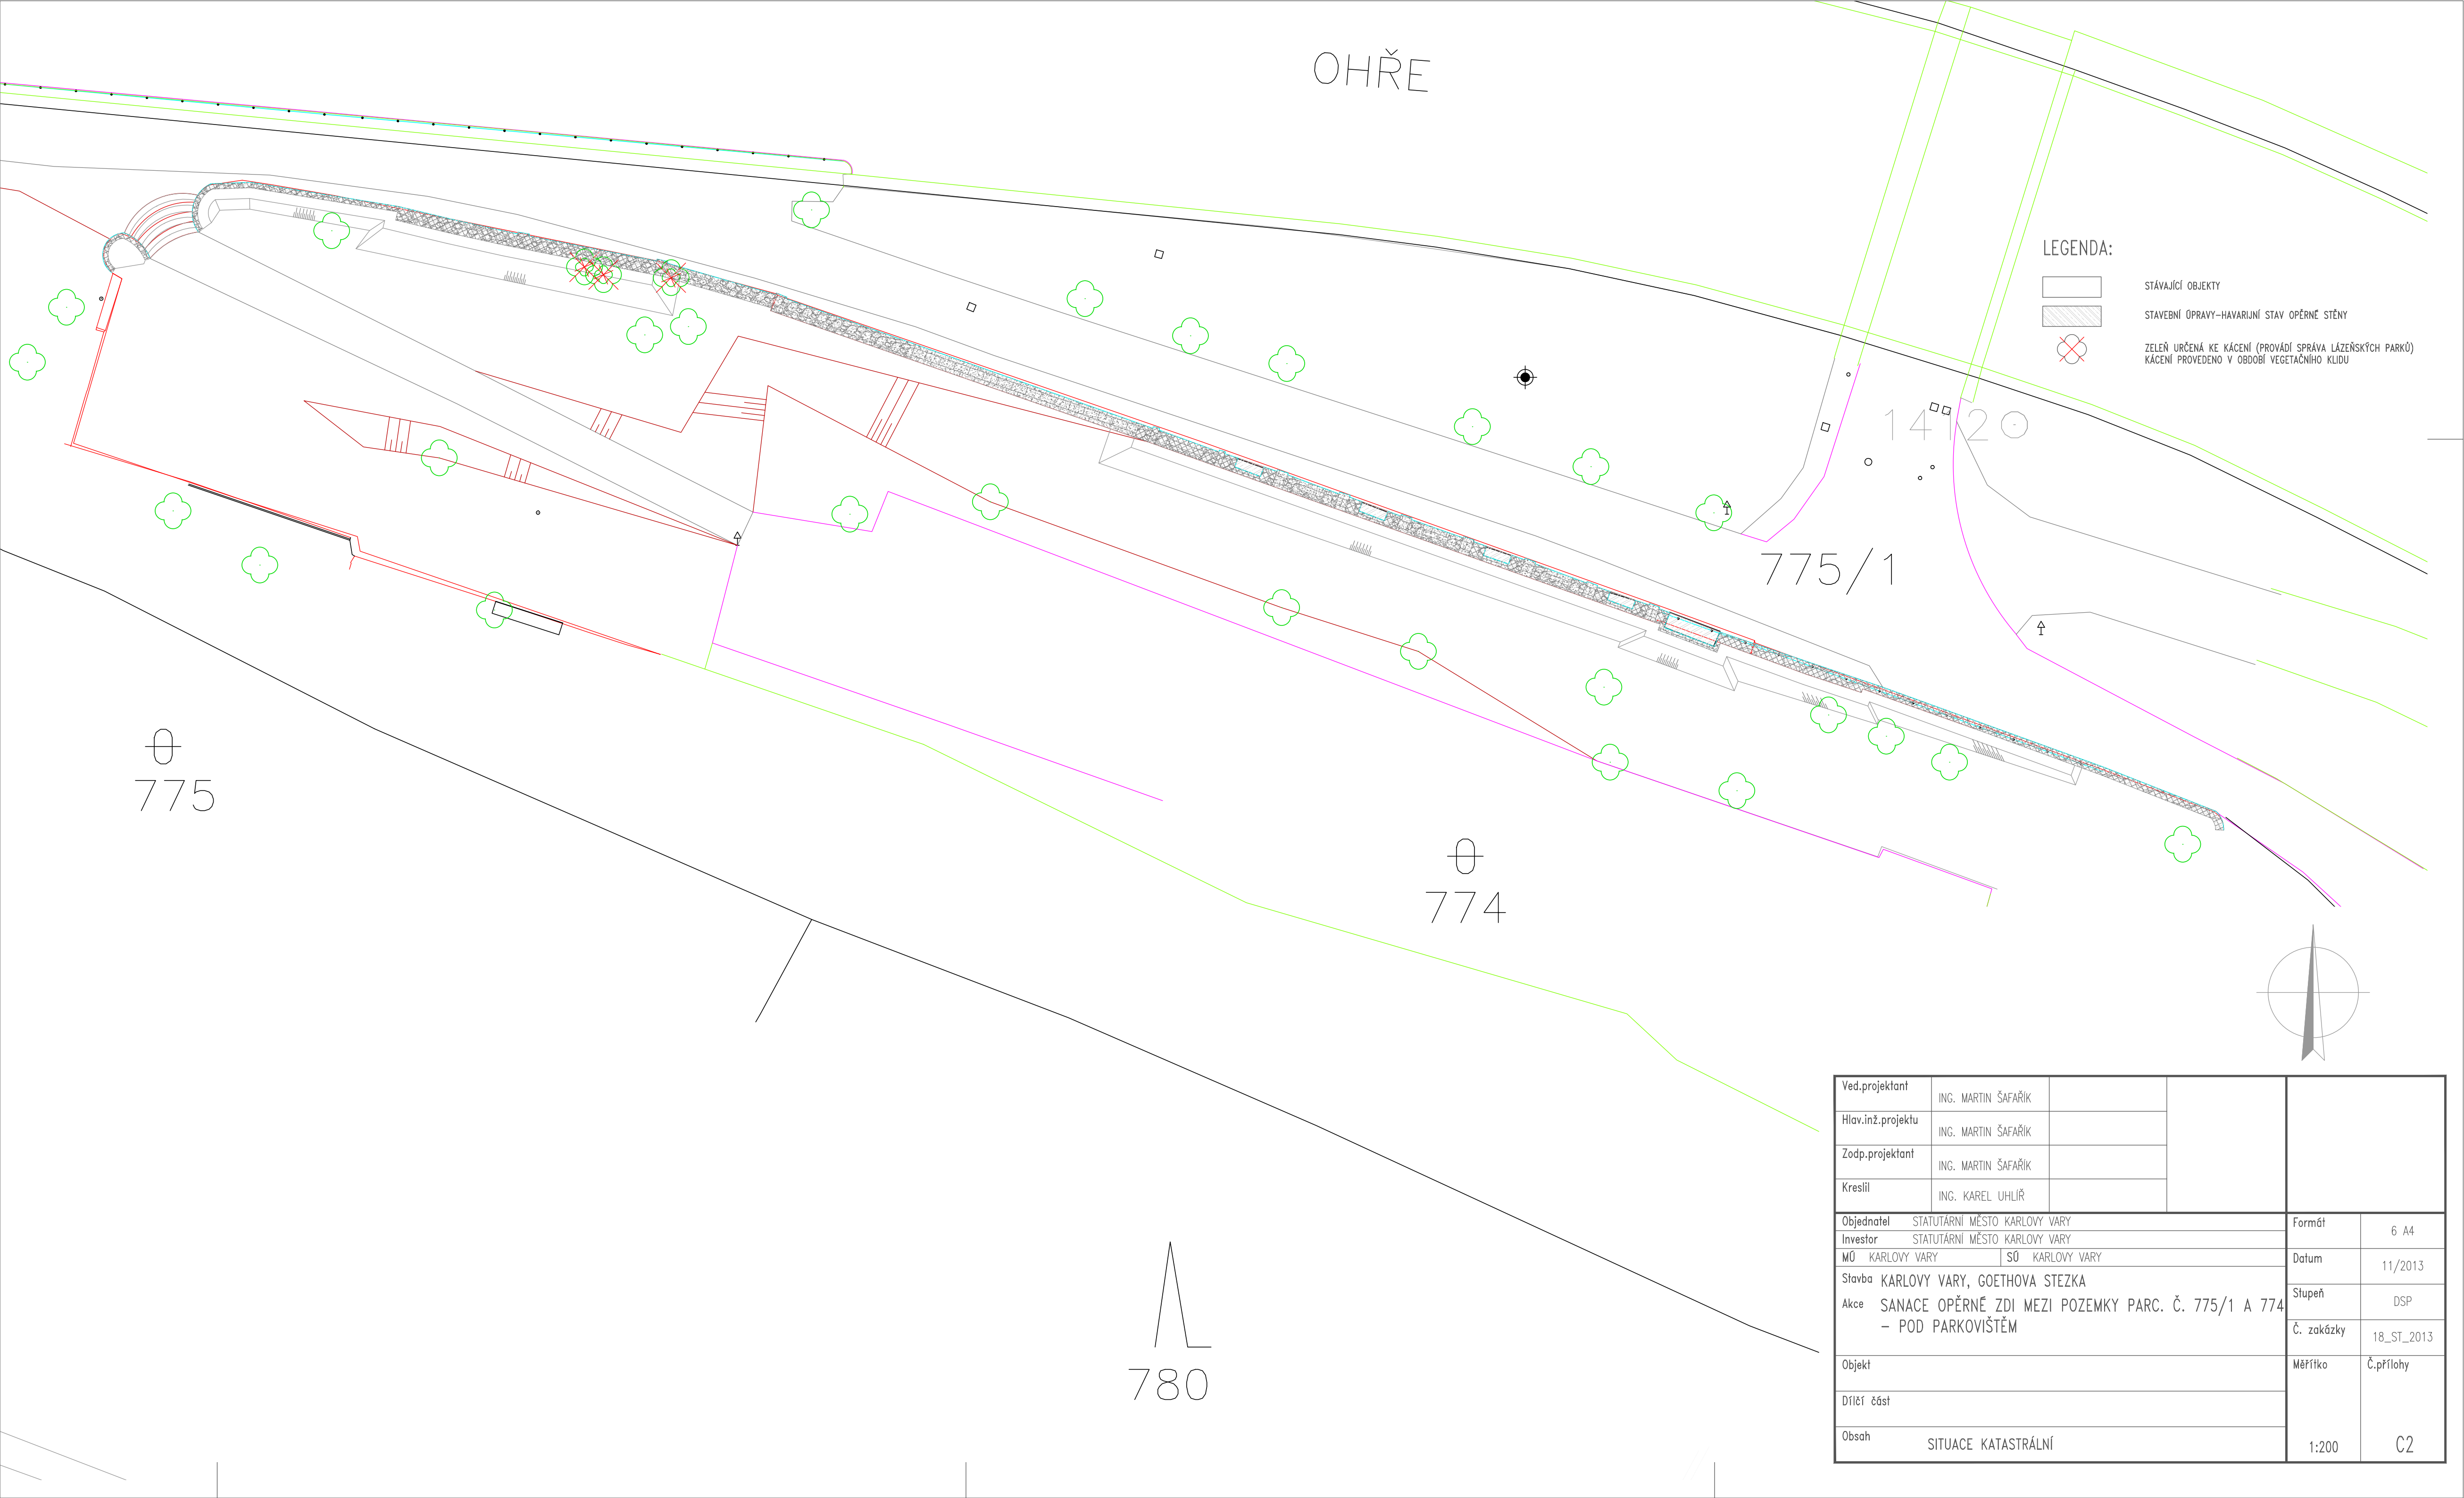 OHŘE
LEGENDA:
STÁVAJÍCÍ OBJEKTY
STAVEBNÍ ÚPRAVY-HAVARIJNÍ STAV OPĚRNÉ STĚNY
ZELEŇ URČENÁ KE KÁCENÍ (PROVÁDÍ SPRÁVA LÁZEŇSKÝCH PARKŮ)
KÁCENÍ PROVEDENO V OBDOBÍ VEGETAČNÍHO KLIDU
1412
775/1
775
774
780
Ved.projektant ING. MARTIN ŠAFAŘÍK
Hlav.inž.projektu ING. MARTIN ŠAFAŘÍK
Zodp.projektant ING. MARTIN ŠAFAŘÍK
Kreslil ING. KAREL UHLÍŘ
Objednatel STATUTÁRNÍ MĚSTO KARLOVY VARY
Investor STATUTÁRNÍ MĚSTO KARLOVY VARY
MÚ KARLOVY VARY SÚ KARLOVY VARY
Stavba KARLOVY VARY, GOETHOVA STEZKA
Akce SANACE OPĚRNÉ ZDI MEZI POZEMKY PARC. Č. 775/1 A 774
- POD PARKOVIŠTĚM
Objekt
Dílčí část
Obsah SITUACE KATASTRÁLNÍ
Formát 6 A4
Datum 11/2013
Stupeň DSP
Č. zakázky 18_ST_2013
Měřítko Č.přílohy
1:200 C2